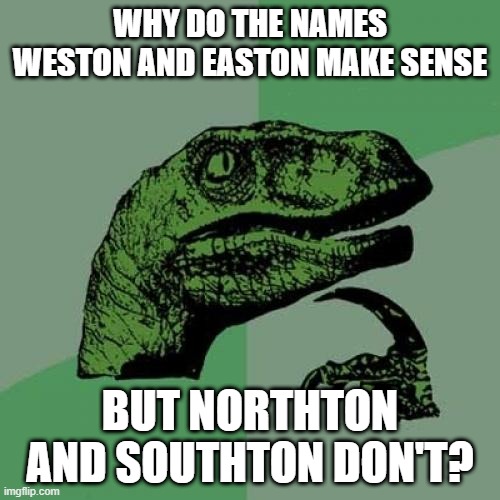 WHY DO THE NAMES
WESTON AND EASTON MAKE SENSE
BUT NORTHTON
AND SOUTHTON DON'T?
imgflip.com